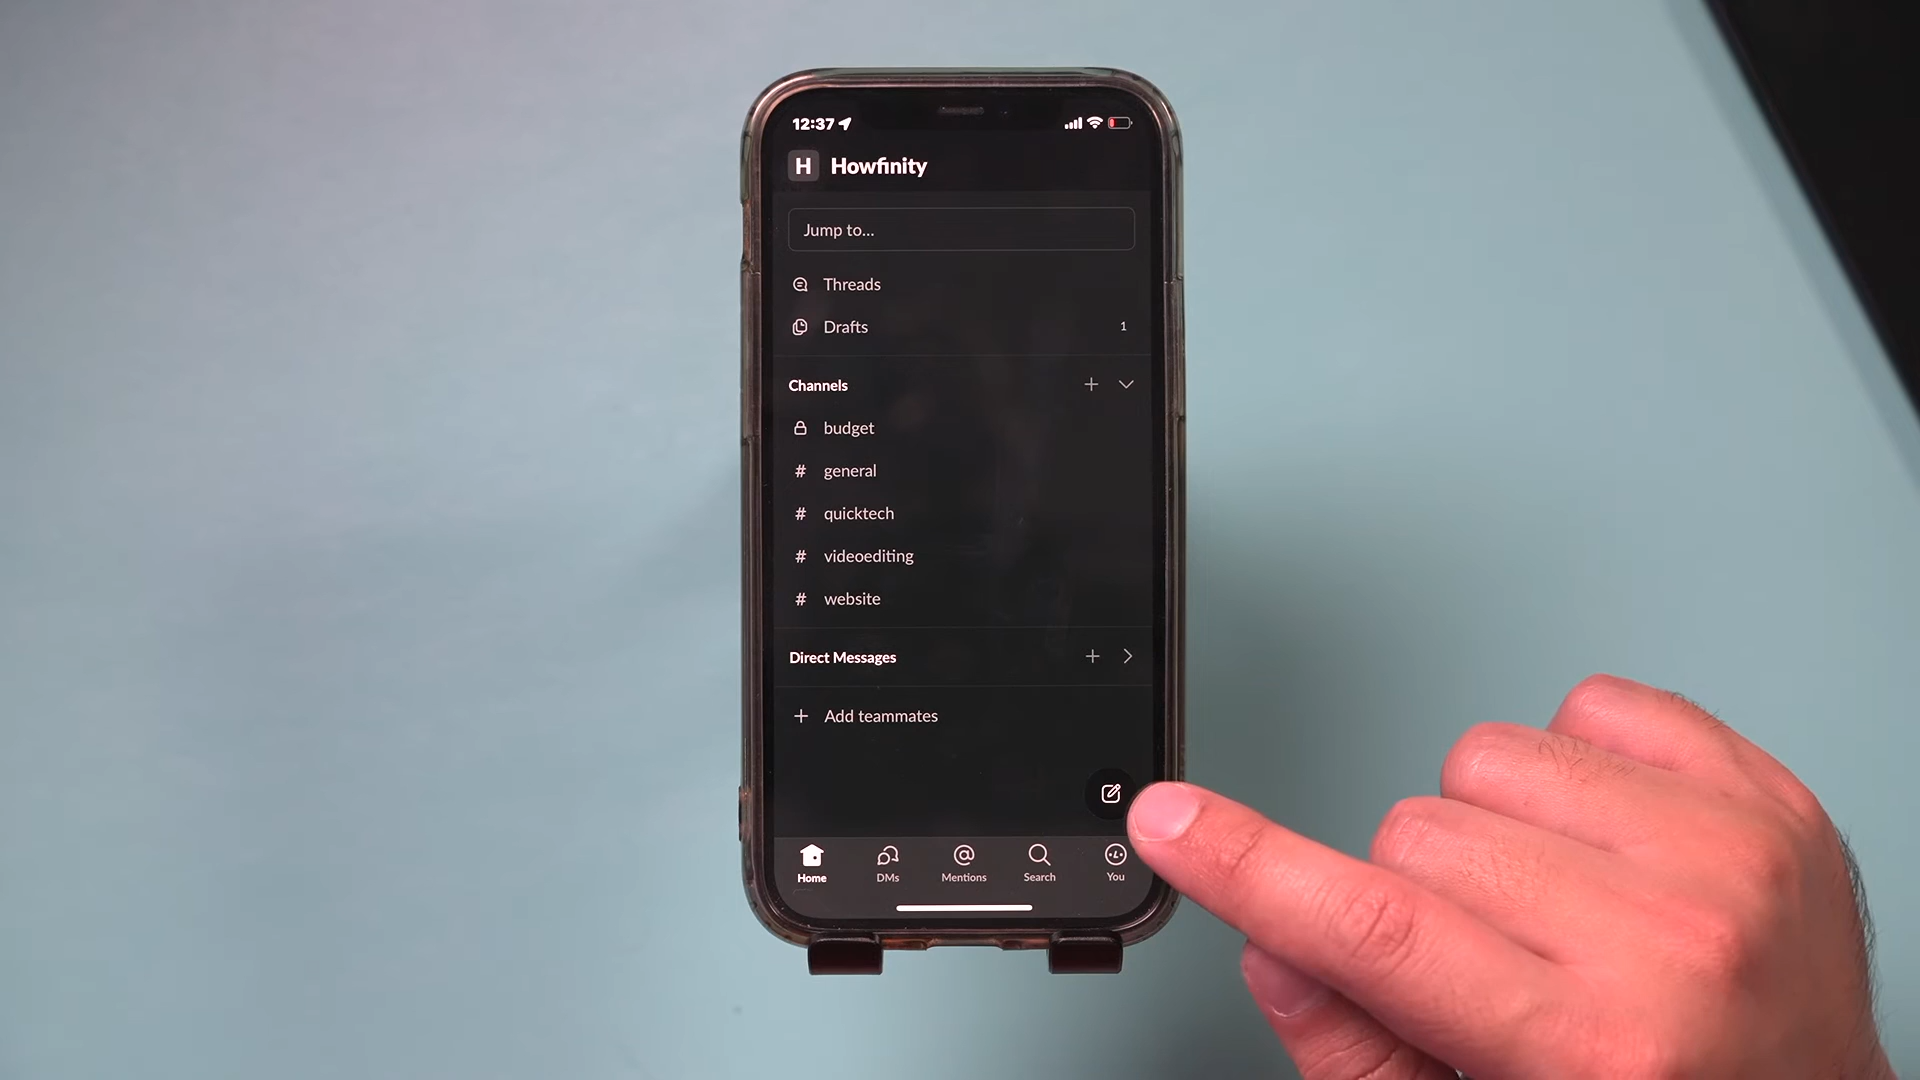 12:37
H Howfinity
Jump to...
Threads
Drafts 1
Channels
budget
# general
# quicktech
# videoediting
# website
Direct Messages
+ Add teammates
Home DMs Mentions Search You